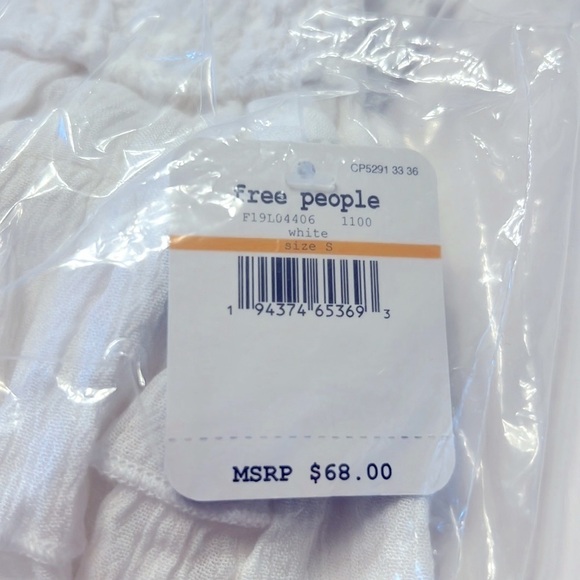 CP5291 33 36
free people
F19L04406 1100
white
size S
1 94374 65369 3
MSRP $68.00